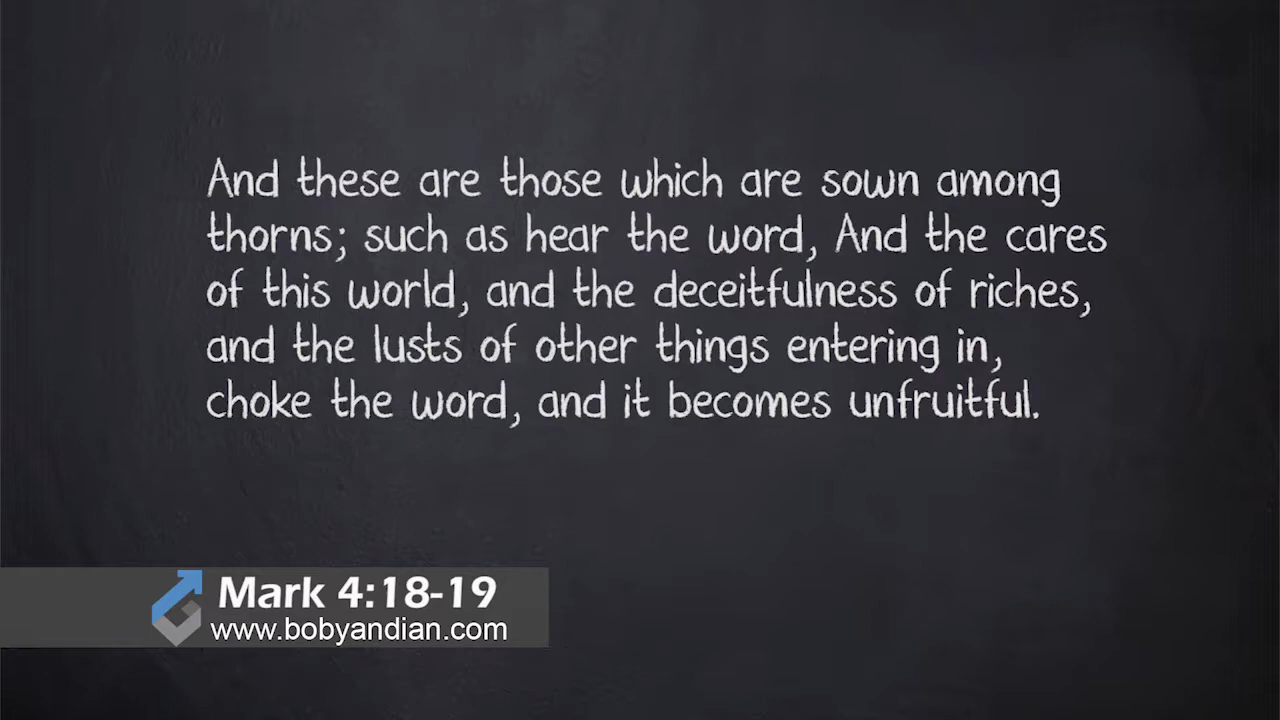 And these are those which are sown among
thorns; such as hear the word, And the cares
of this world, and the deceitfulness of riches,
and the lusts of other things entering in,
choke the word, and it becomes unfruitful.
Mark 4:18-19
www.bobyandian.com